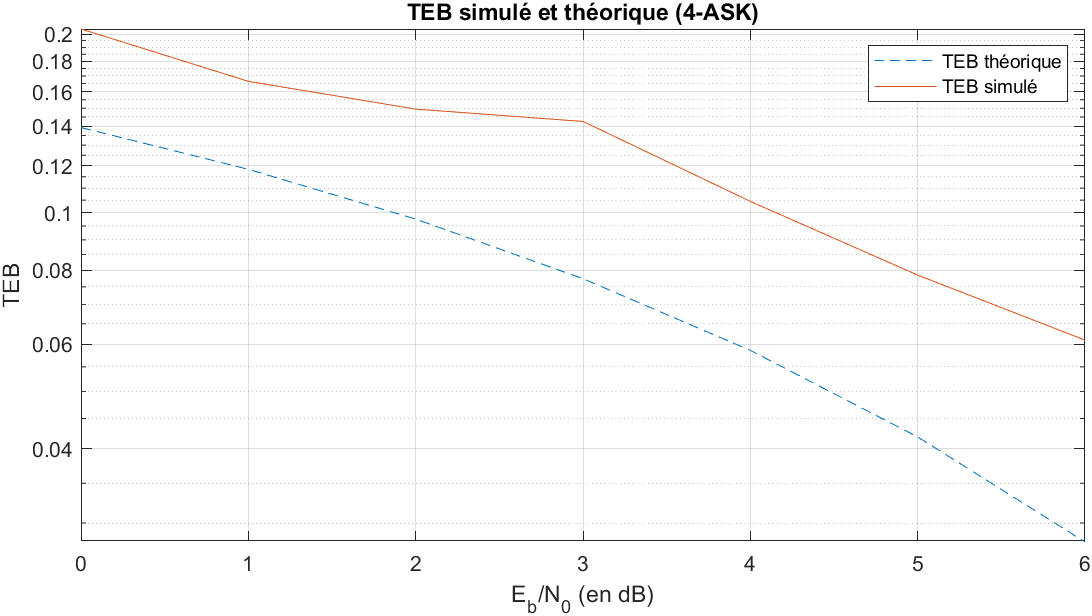 TEB simulé et théorique (4-ASK)
TEB théorique
TEB simulé
0.2
0.18
0.16
0.14
0.12
0.1
0.08
0.06
0.04
TEB
0 1 2 3 4 5 6
E_b/N_0 (en dB)